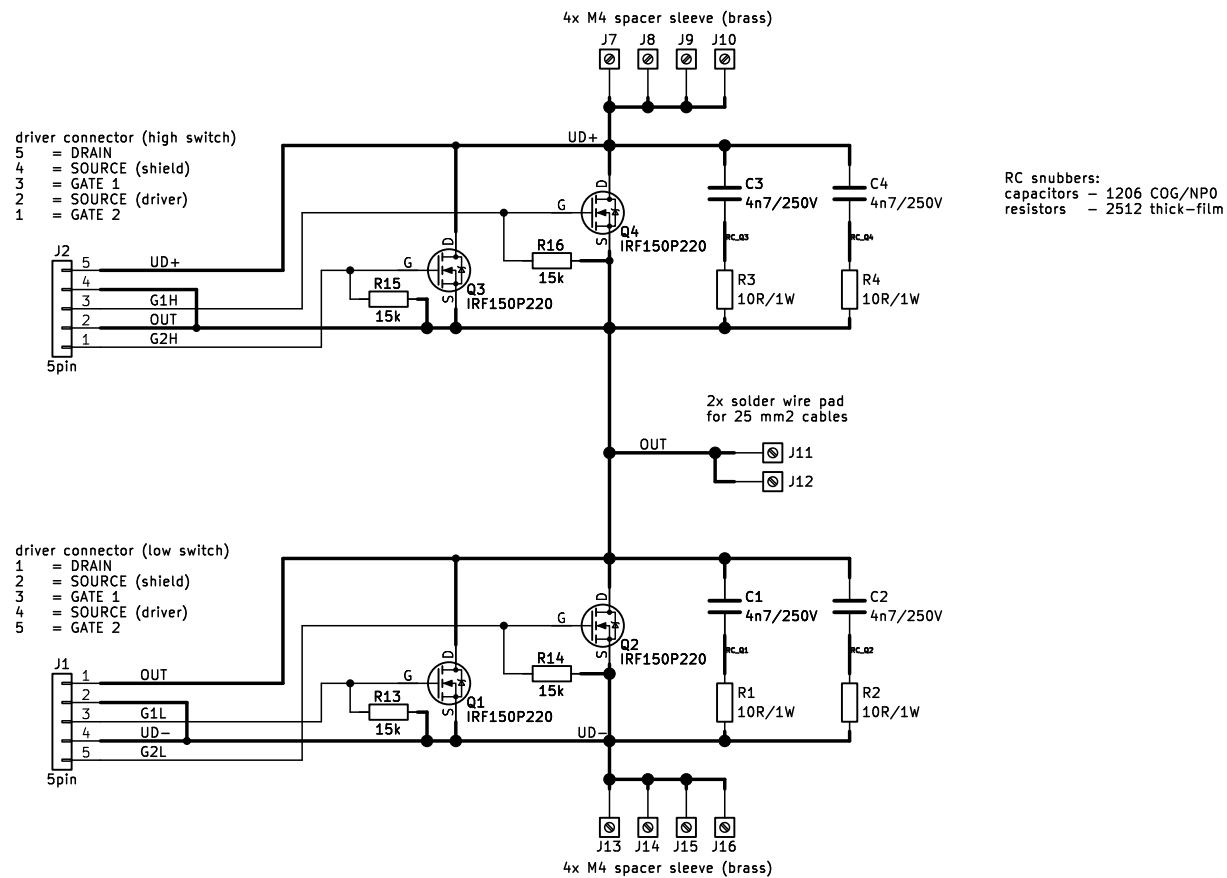 4x M4 spacer sleeve (brass)
J7 J8 J9 J10
driver connector (high switch)
5 = DRAIN
4 = SOURCE (shield)
3 = GATE 1
2 = SOURCE (driver)
1 = GATE 2
UD+
RC snubbers:
capacitors - 1206 COG/NP0
resistors - 2512 thick-film
D
G
S
Q4
IRF150P220
C3
4n7/250V
C4
4n7/250V
RC_Q3
RC_Q4
R16
15k
J2
5 UD+
4
3 G1H
2 OUT
1 G2H
5pin
D
G
S
Q3
IRF150P220
R15
15k
R3
10R/1W
R4
10R/1W
2x solder wire pad
for 25 mm2 cables
OUT
J11
J12
driver connector (low switch)
1 = DRAIN
2 = SOURCE (shield)
3 = GATE 1
4 = SOURCE (driver)
5 = GATE 2
D
G
S
Q2
IRF150P220
C1
4n7/250V
C2
4n7/250V
RC_Q1
RC_Q2
R14
15k
J1
1 OUT
2
3 G1L
4 UD-
5 G2L
5pin
D
G
S
Q1
IRF150P220
R13
15k
R1
10R/1W
R2
10R/1W
UD-
J13 J14 J15 J16
4x M4 spacer sleeve (brass)